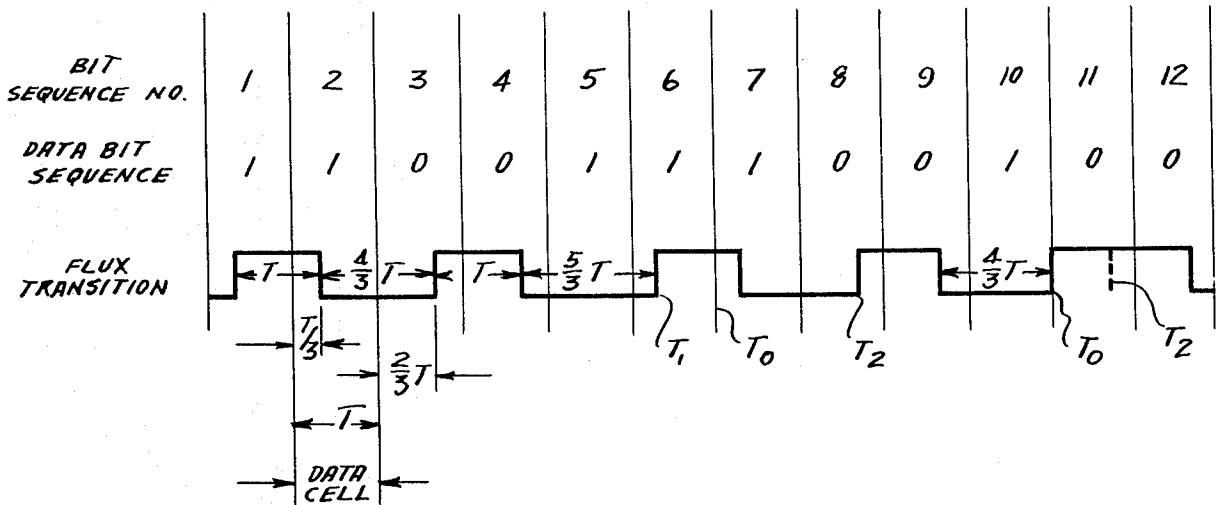 BIT SEQUENCE NO. 1 2 3 4 5 6 7 8 9 10 11 12
DATA BIT SEQUENCE 1 1 0 0 1 1 1 0 0 1 0 0
FLUX TRANSITION T 4/3 T T 5/3 T 4/3 T
T/3 T1 T0 T2 T0 T2
2/3 T
T
DATA
CELL